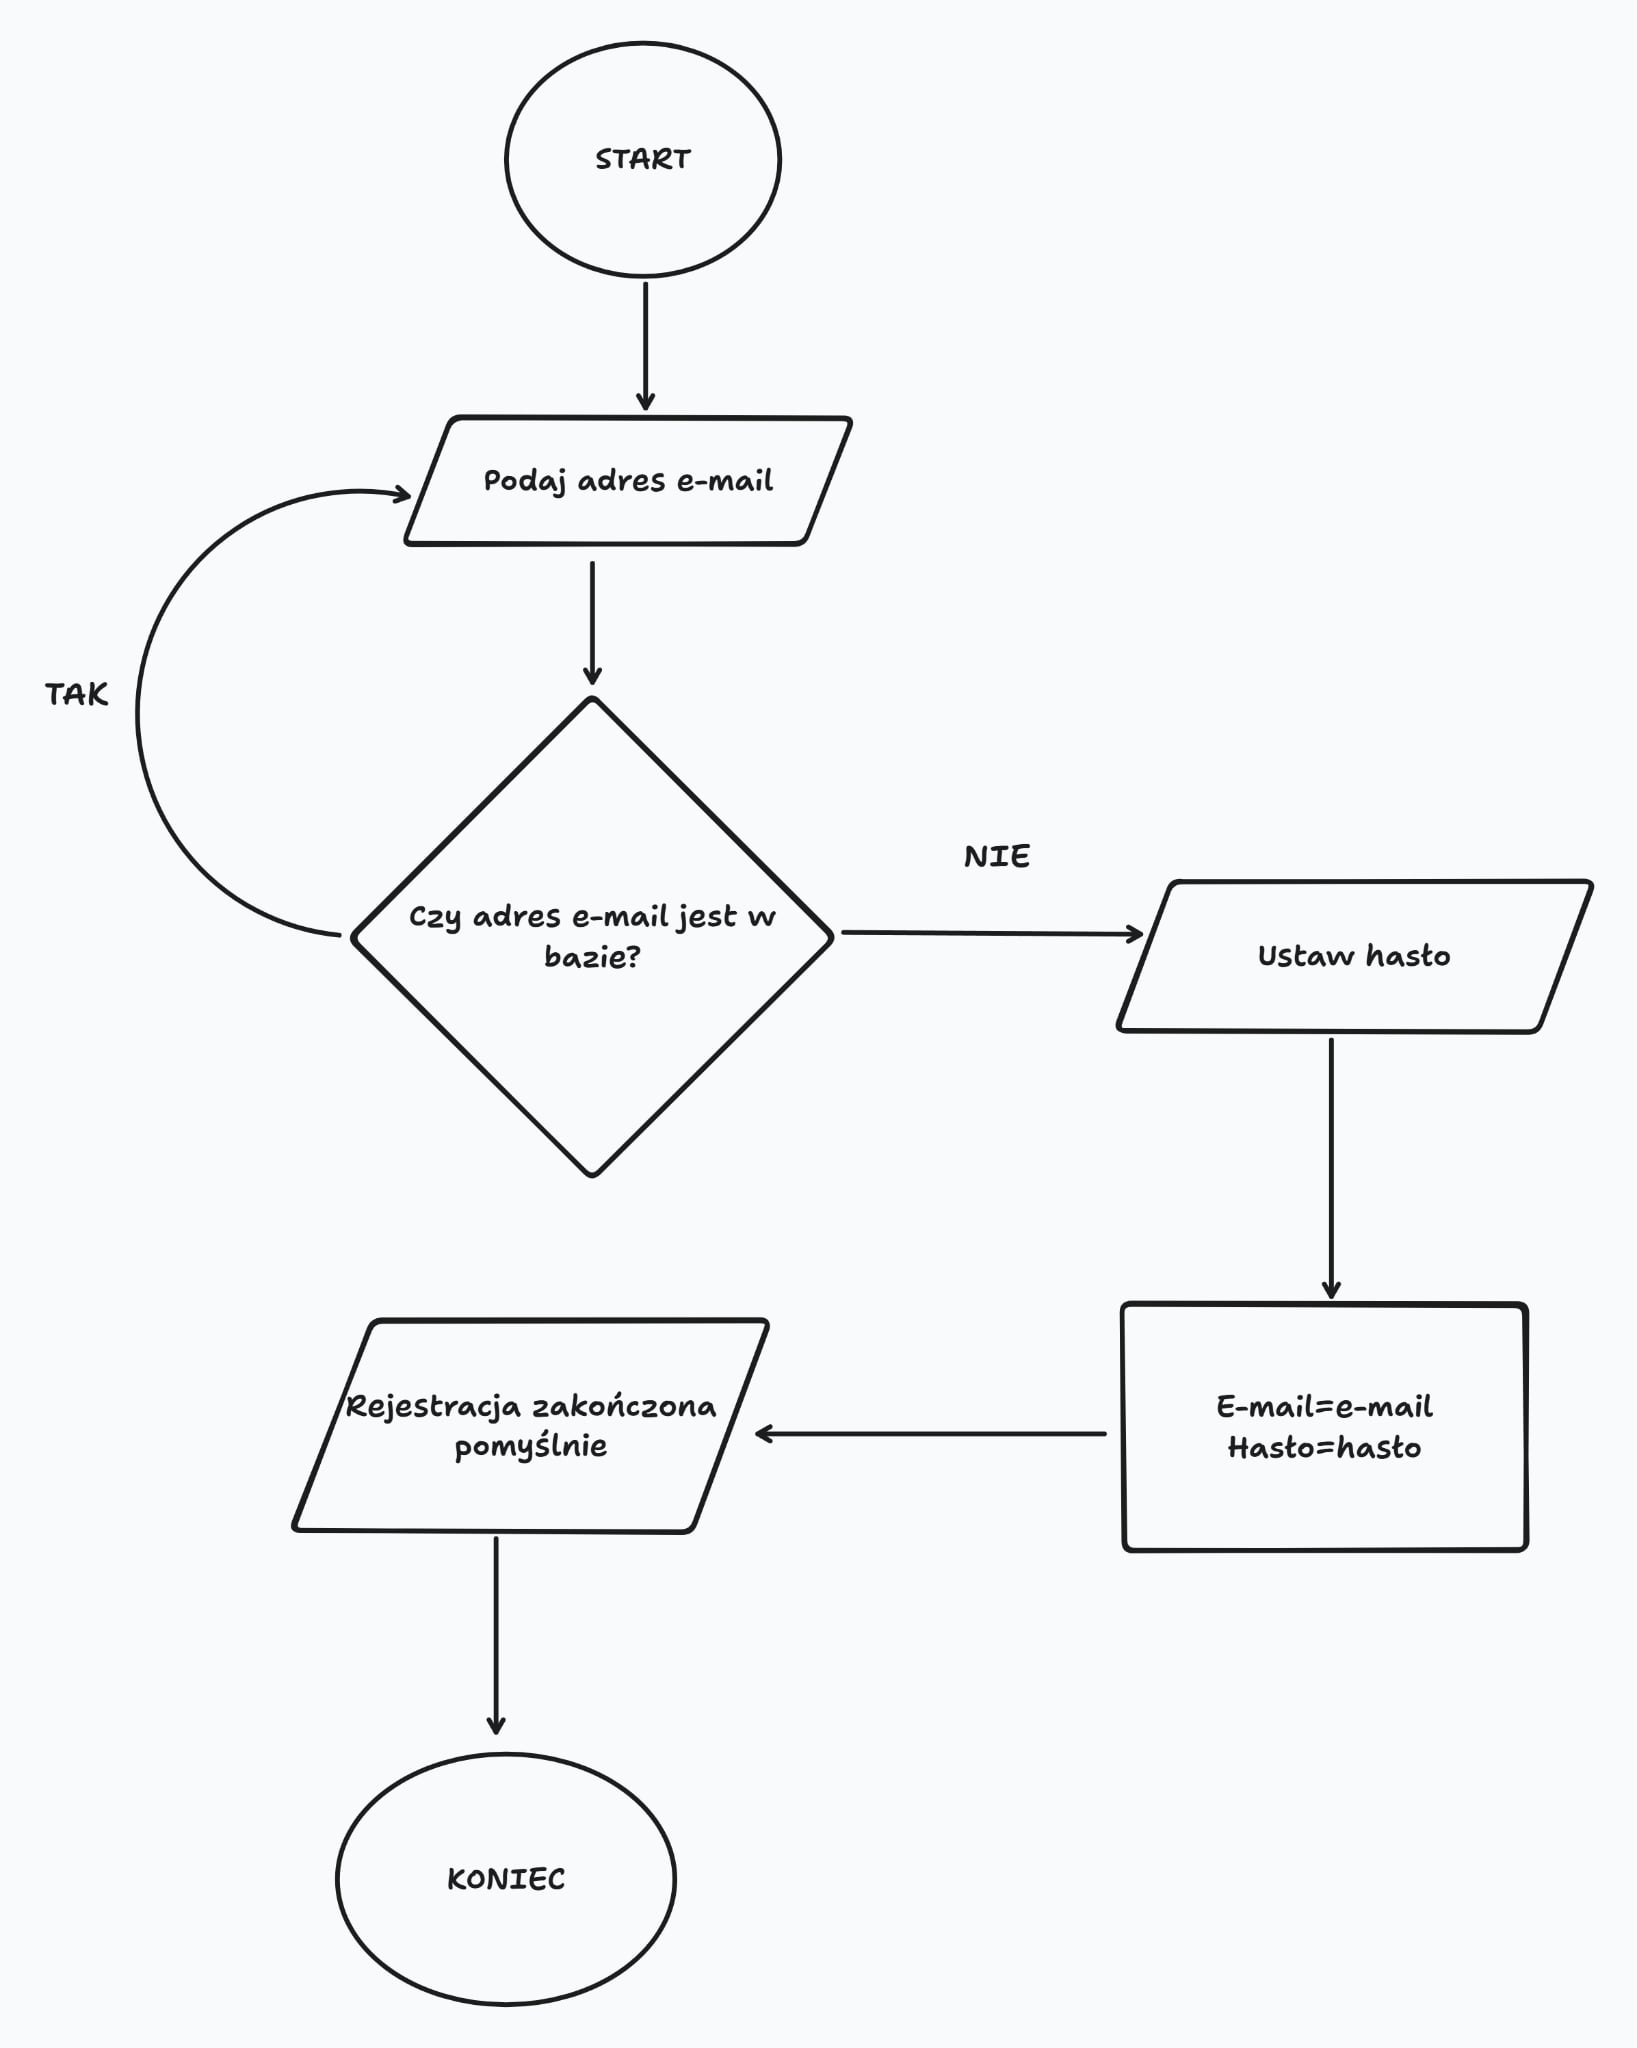 START
Podaj adres e-mail
TAK
NIE
Czy adres e-mail jest w
bazie?
Ustaw hasło
Rejestracja zakończona
pomyślnie
E-mail=e-mail
Hasło=hasło
KONIEC